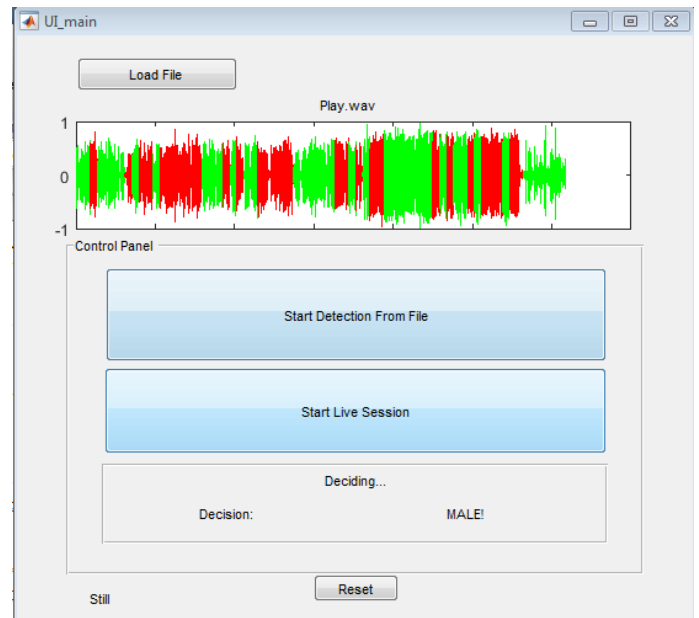 UI_main
Load File
Play.wav
1
0
-1
Control Panel
Start Detection From File
Start Live Session
Deciding...
Decision: MALE!
Reset
Still